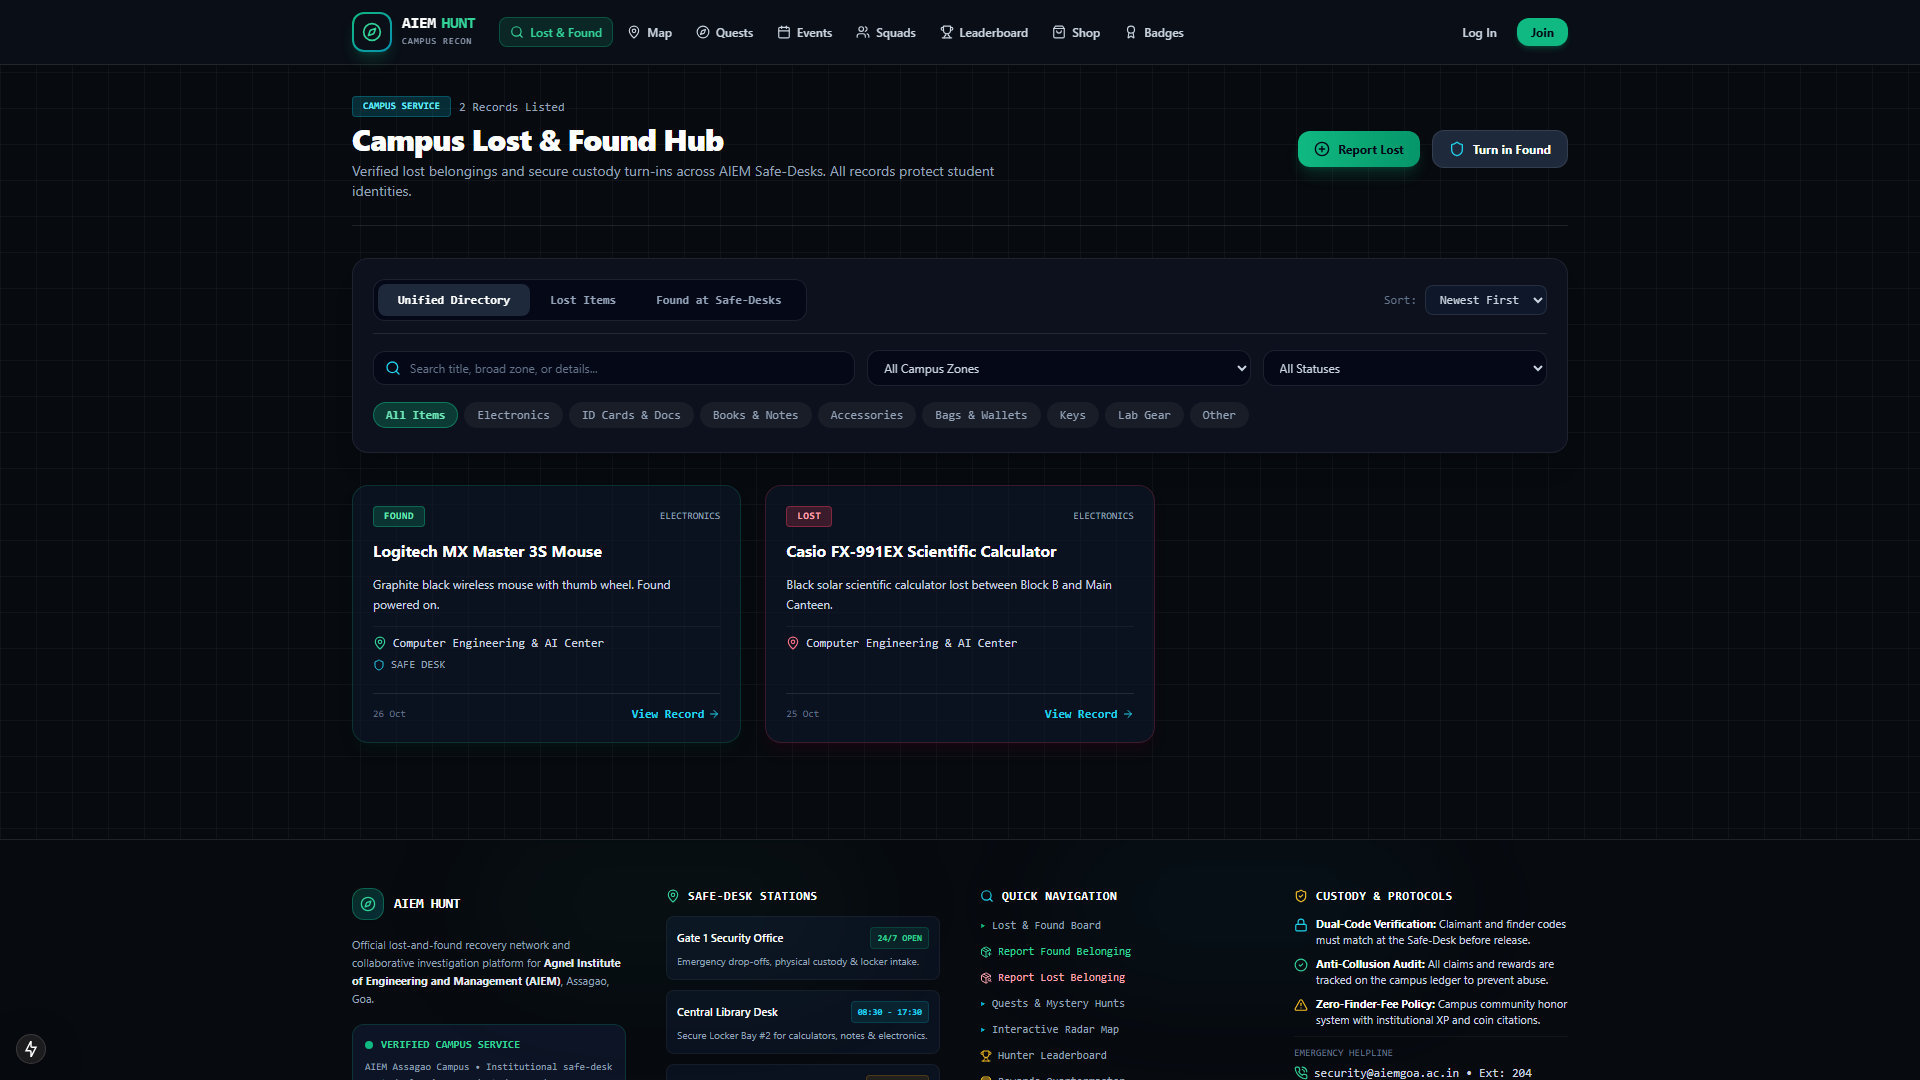 AIEM HUNT
CAMPUS RECON
Lost & Found
Map
Quests
Events
Squads
Leaderboard
Shop
Badges
Log In
Join
CAMPUS SERVICE
2 Records Listed
Campus Lost & Found Hub
Verified lost belongings and secure custody turn-ins across AIEM Safe-Desks. All records protect student
identities.
Report Lost
Turn in Found
Unified Directory
Lost Items
Found at Safe-Desks
Sort:
Newest First
Search title, broad zone, or details...
All Campus Zones
All Statuses
All Items
Electronics
ID Cards & Docs
Books & Notes
Accessories
Bags & Wallets
Keys
Lab Gear
Other
FOUND
ELECTRONICS
Logitech MX Master 3S Mouse
Graphite black wireless mouse with thumb wheel. Found
powered on.
Computer Engineering & AI Center
SAFE DESK
26 Oct
View Record
LOST
ELECTRONICS
Casio FX-991EX Scientific Calculator
Black solar scientific calculator lost between Block B and Main
Canteen.
Computer Engineering & AI Center
25 Oct
View Record
AIEM HUNT
Official lost-and-found recovery network and
collaborative investigation platform for Agnel Institute
of Engineering and Management (AIEM), Assagao,
Goa.
VERIFIED CAMPUS SERVICE
AIEM Assagao Campus • Institutional safe-desk
SAFE-DESK STATIONS
Gate 1 Security Office
24/7 OPEN
Emergency drop-offs, physical custody & locker intake.
Central Library Desk
08:30 - 17:30
Secure Locker Bay #2 for calculators, notes & electronics.
QUICK NAVIGATION
Lost & Found Board
Report Found Belonging
Report Lost Belonging
Quests & Mystery Hunts
Interactive Radar Map
Hunter Leaderboard
CUSTODY & PROTOCOLS
Dual-Code Verification: Claimant and finder codes
must match at the Safe-Desk before release.
Anti-Collusion Audit: All claims and rewards are
tracked on the campus ledger to prevent abuse.
Zero-Finder-Fee Policy: Campus community honor
system with institutional XP and coin citations.
EMERGENCY HELPLINE
security@aiemgoa.ac.in • Ext: 204